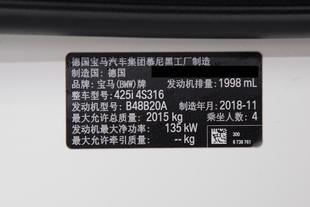 德国宝马汽车集团慕尼黑工厂制造
制造国：德国
品牌：宝马(BMW)牌 发动机排量：1998 mL
整车型号：425i 4S316
发动机型号：B48B20A 制造年月：2018-11
最大允许总质量：2015 kg 乘坐人数：4
发动机最大净功率：135 kW
最大允许牵引质量：-- kg
300
6 738 761